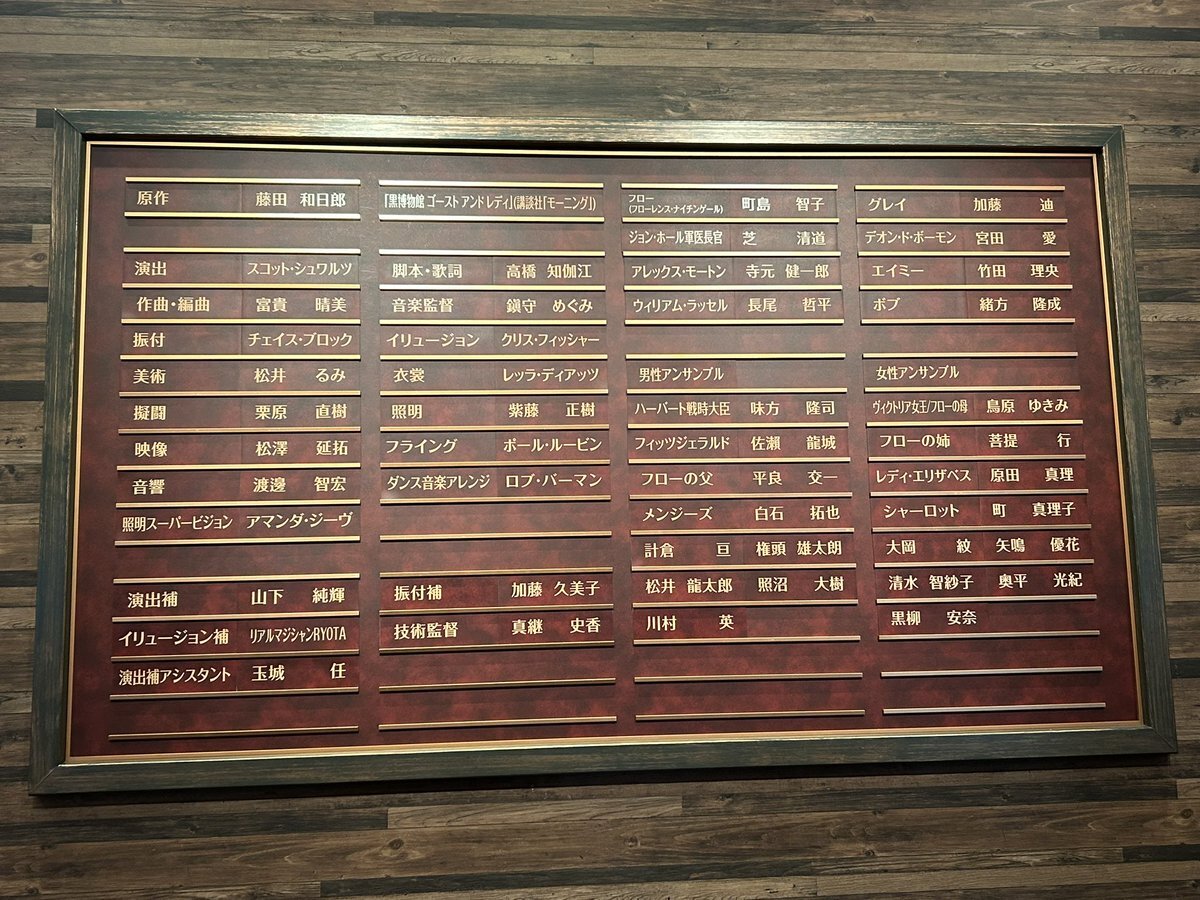 原作 藤田 和日郎 「黒博物館 ゴースト アンド レディ」(講談社「モーニング」)
演出 スコット・シュワルツ 脚本・歌詞 高橋 知伽江
作曲・編曲 富貴 晴美 音楽監督 鎮守 めぐみ
振付 チェイス・ブロック イリュージョン クリス・フィッシャー
美術 松井 るみ 衣裳 レッラ・ディアッツ
擬闘 栗原 直樹 照明 紫藤 正樹
映像 松澤 延拓 フライング ポール・ルービン
音響 渡邊 智宏 ダンス音楽アレンジ ロブ・バーマン
照明スーパービジョン アマンダ・ジーヴ
演出補 山下 純輝 振付補 加藤 久美子
イリュージョン補 リアルマジシャンRYOTA 技術監督 真継 史香
演出補アシスタント 玉城 任
フロー(フローレンス・ナイチンゲール) 町島 智子 グレイ 加藤 迪
ジョン・ホール軍医長官 芝 清道 デオン・ド・ボーモン 宮田 愛
アレックス・モートン 寺元 健一郎 エイミー 竹田 理央
ウィリアム・ラッセル 長尾 哲平 ボブ 緒方 隆成
男性アンサンブル 女性アンサンブル
ハーバート戦時大臣 味方 隆司 ヴィクトリア女王/フローの母 鳥原 ゆきみ
フィッツジェラルド 佐瀬 龍城 フローの姉 菩提 行
フローの父 平良 交一 レディ・エリザベス 原田 真理
メンジーズ 白石 拓也 シャーロット 町 真理子
計倉 亘 権頭 雄太朗 大岡 紋 矢鳴 優花
松井 龍太郎 照沼 大樹 清水 智紗子 奥平 光紀
川村 英 黒柳 安奈